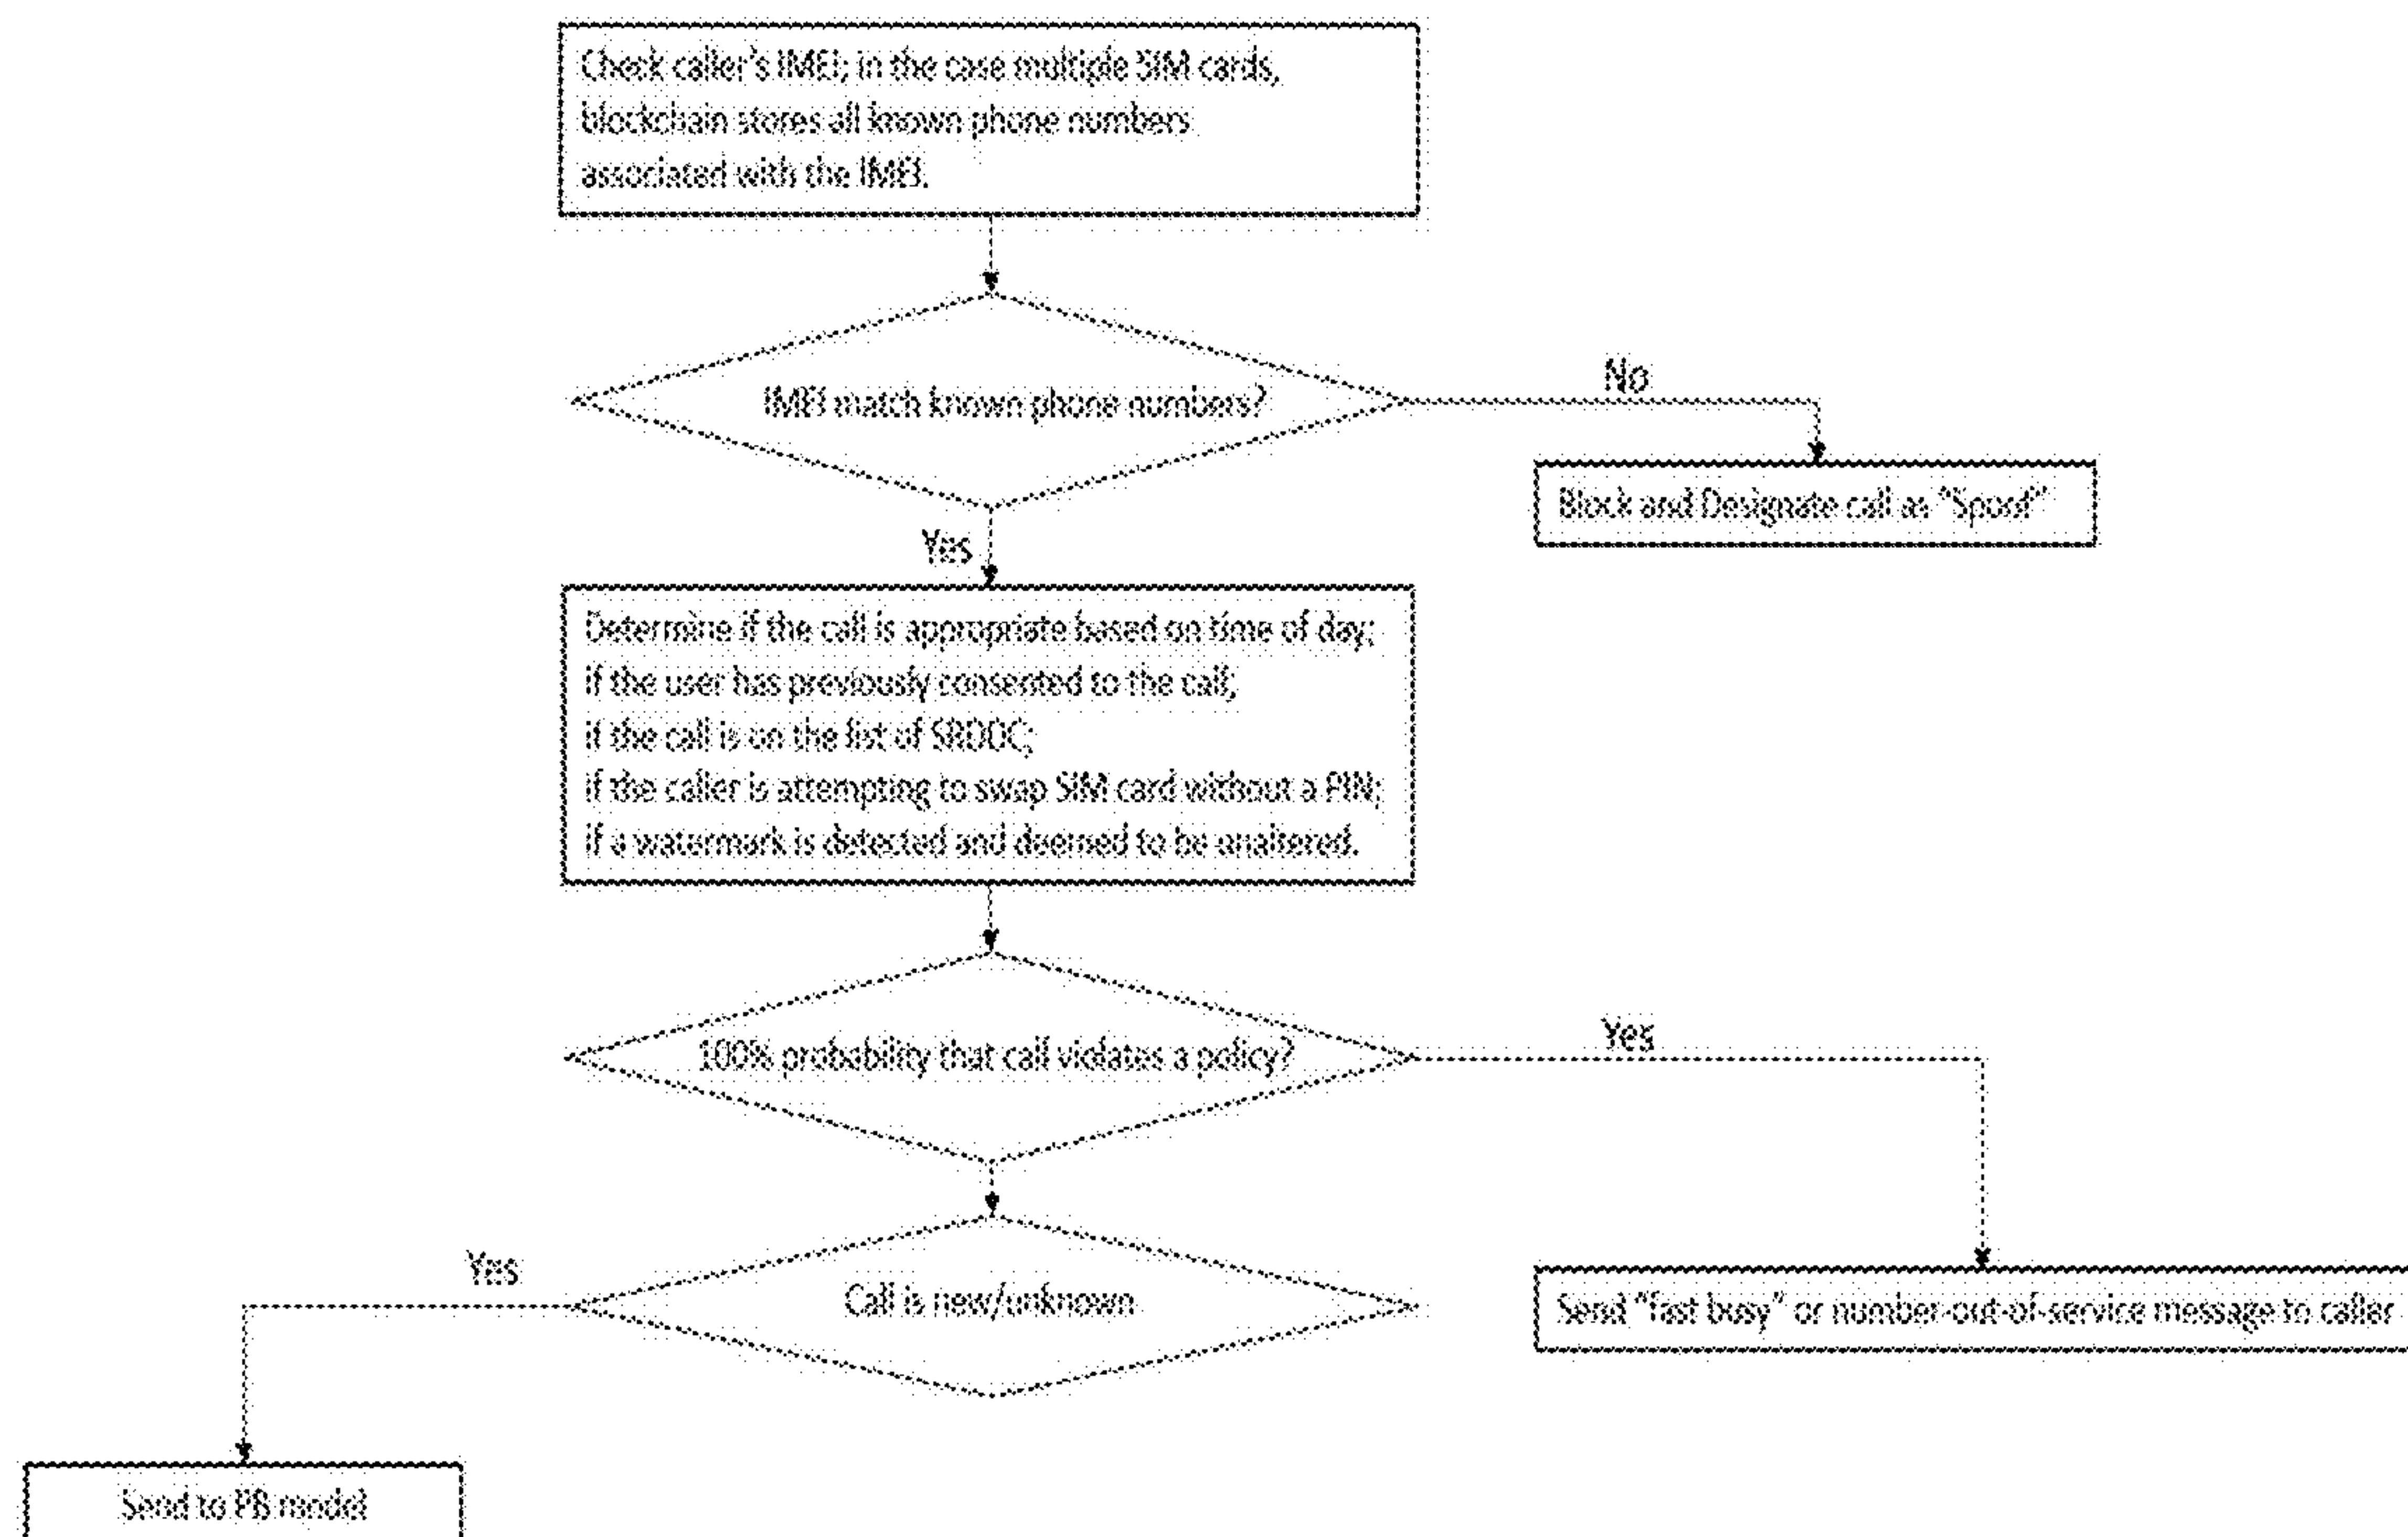 Check caller's IMEI; in the case multiple SIM cards,
blockchain stores all known phone numbers
associated with the IMEI.
IMEI match known phone numbers?
No
Block and Designate call as "Spoof"
Yes
Determine if the call is appropriate based on time of day;
if the user has previously consented to the call;
if the call is on the list of SRDOC;
if the caller is attempting to swap SIM card without a PIN;
if a watermark is detected and deemed to be unaltered.
100% probability that call violates a policy?
Yes
Call is new/unknown
Yes
Send "fast busy" or number-out-of-service message to caller
Send to PB model